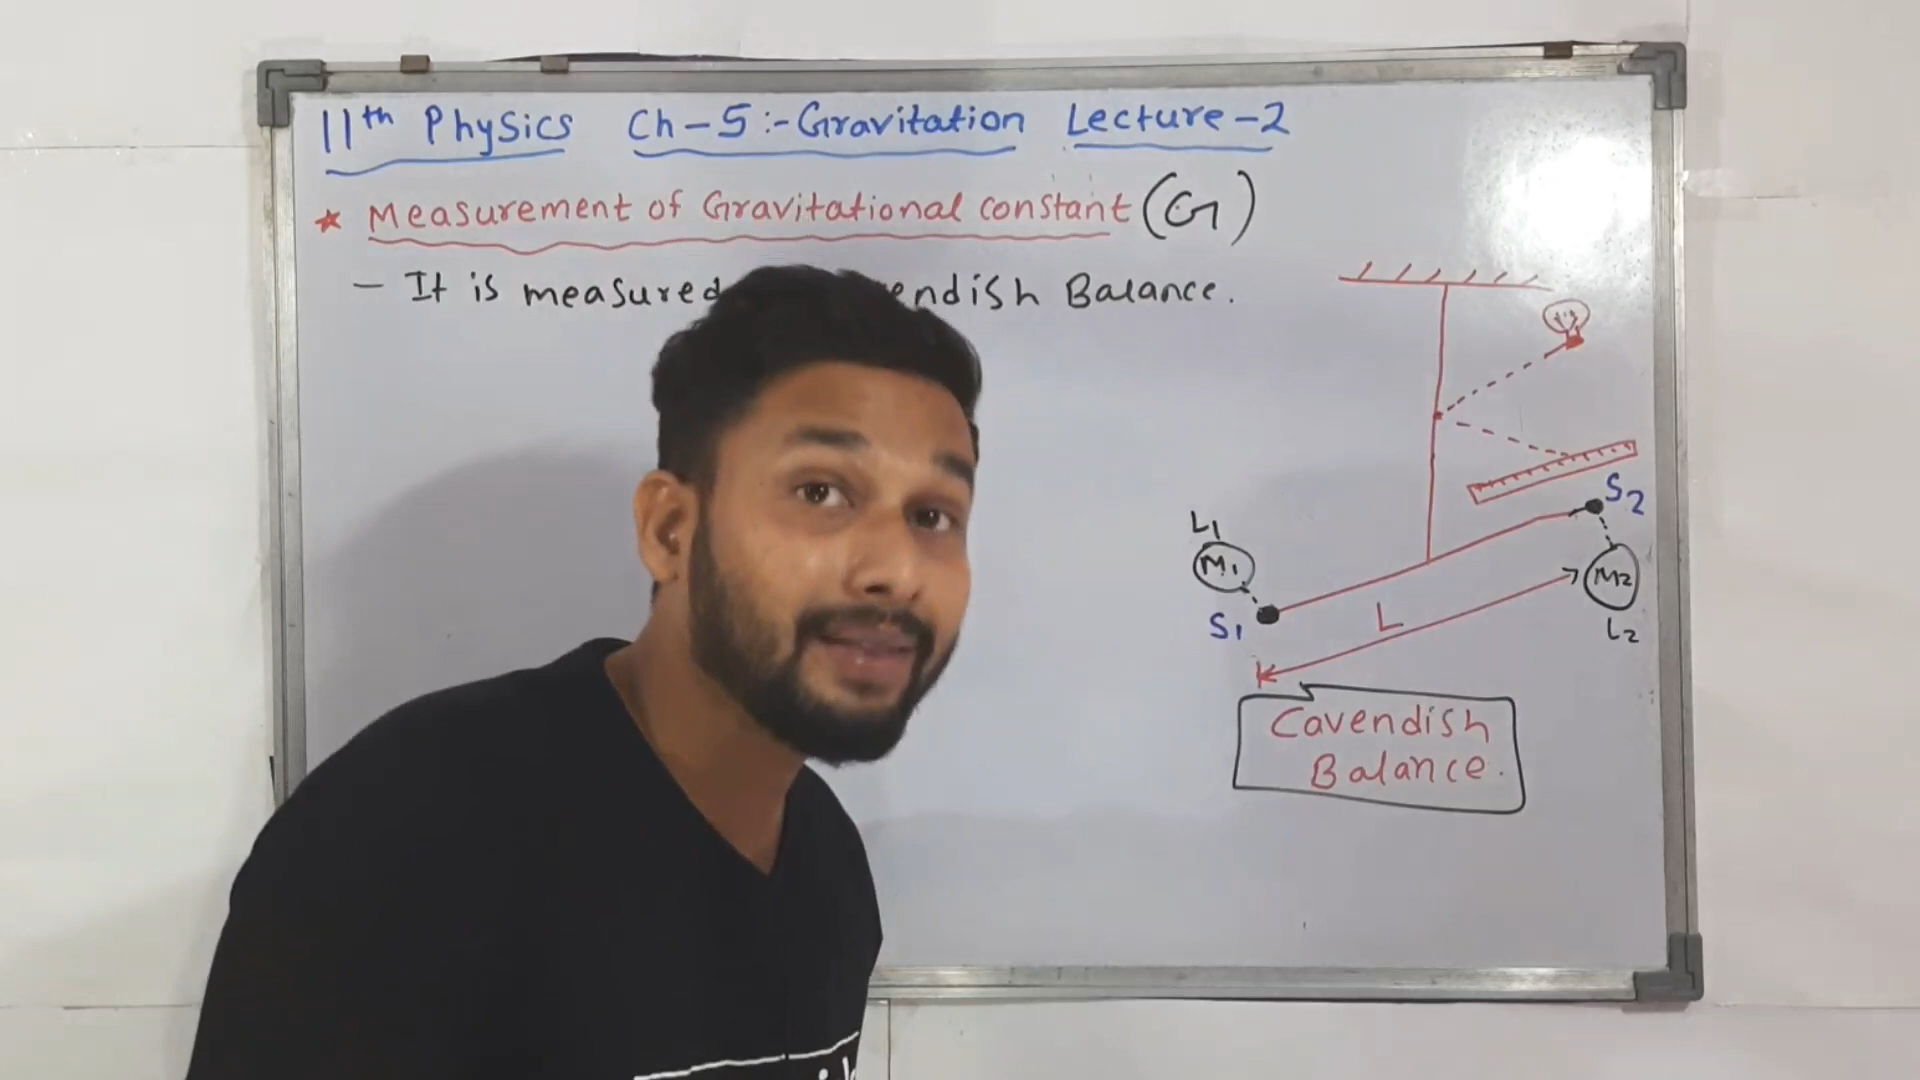 11th Physics Ch-5:-Gravitation Lecture-2
* Measurement of Gravitational constant (G)
- It is measured endish Balance.
S2
L1
M1
M2
S1
L
L2
Cavendish
Balance.